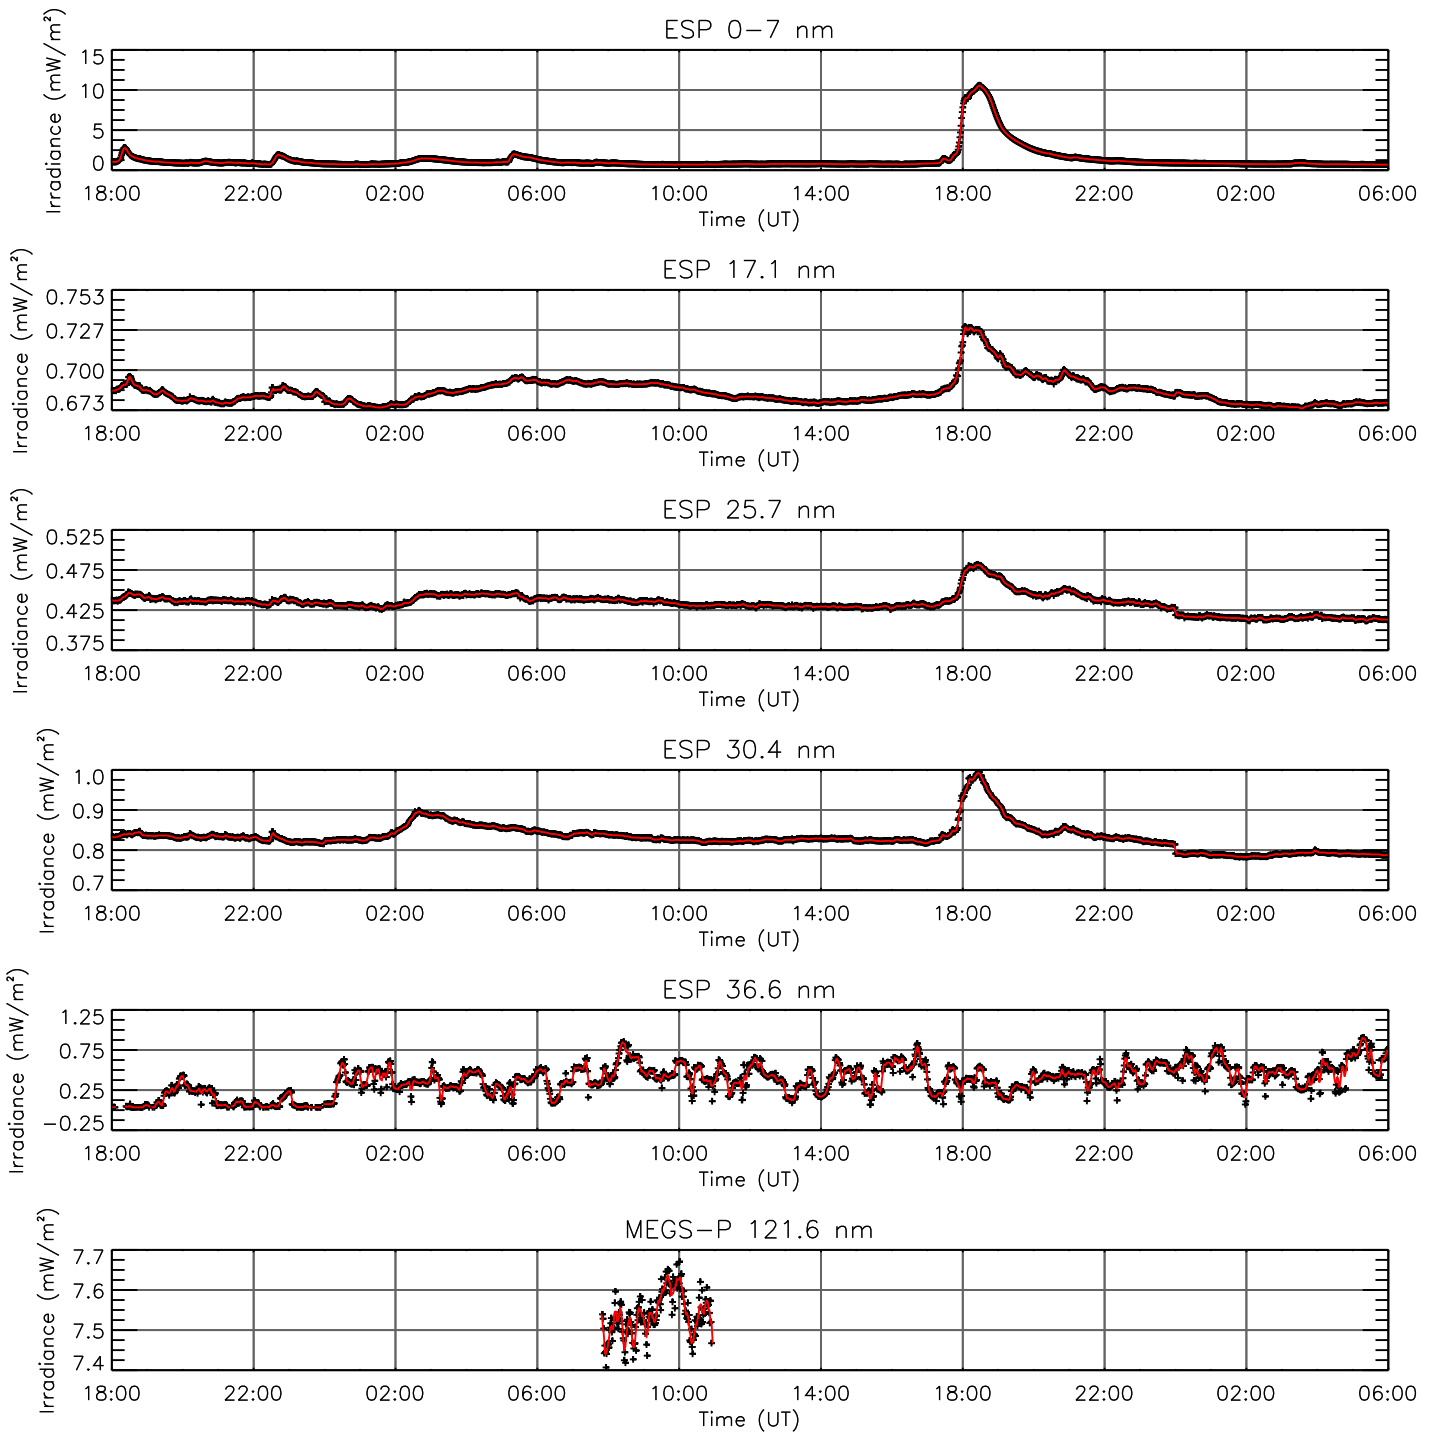 ESP 0−7 nm
Irradiance (mW/m²)
15
10
5
0
18:00 22:00 02:00 06:00 10:00 14:00 18:00 22:00 02:00 06:00
Time (UT)
ESP 17.1 nm
Irradiance (mW/m²)
0.753
0.727
0.700
0.673
18:00 22:00 02:00 06:00 10:00 14:00 18:00 22:00 02:00 06:00
Time (UT)
ESP 25.7 nm
Irradiance (mW/m²)
0.525
0.475
0.425
0.375
18:00 22:00 02:00 06:00 10:00 14:00 18:00 22:00 02:00 06:00
Time (UT)
ESP 30.4 nm
Irradiance (mW/m²)
1.0
0.9
0.8
0.7
18:00 22:00 02:00 06:00 10:00 14:00 18:00 22:00 02:00 06:00
Time (UT)
ESP 36.6 nm
Irradiance (mW/m²)
1.25
0.75
0.25
−0.25
18:00 22:00 02:00 06:00 10:00 14:00 18:00 22:00 02:00 06:00
Time (UT)
MEGS−P 121.6 nm
Irradiance (mW/m²)
7.7
7.6
7.5
7.4
18:00 22:00 02:00 06:00 10:00 14:00 18:00 22:00 02:00 06:00
Time (UT)